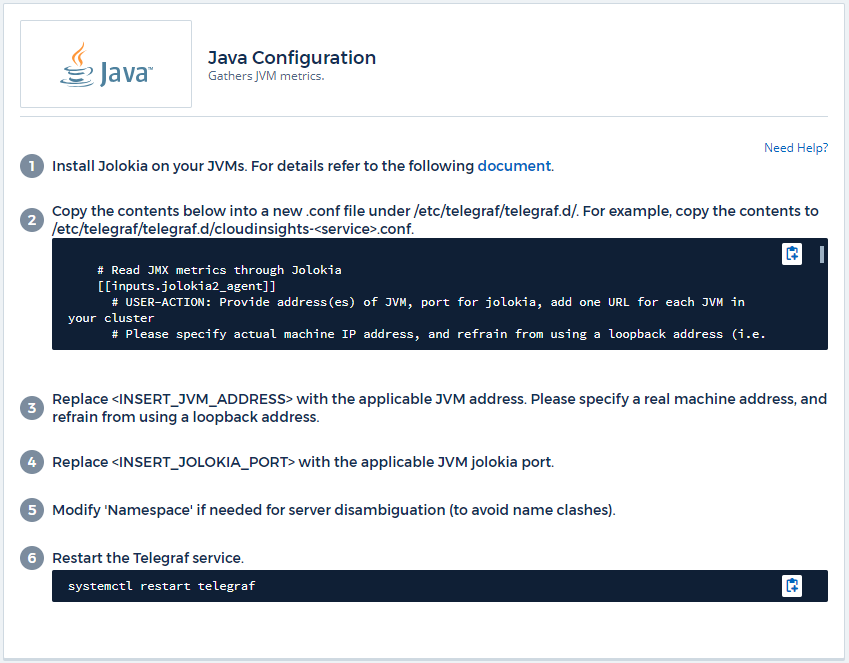 Java™
Java Configuration
Gathers JVM metrics.
Need Help?
1 Install Jolokia on your JVMs. For details refer to the following document.
2 Copy the contents below into a new .conf file under /etc/telegraf/telegraf.d/. For example, copy the contents to
/etc/telegraf/telegraf.d/cloudinsights-<service>.conf.
# Read JMX metrics through Jolokia
[[inputs.jolokia2_agent]]
# USER-ACTION: Provide address(es) of JVM, port for jolokia, add one URL for each JVM in
your cluster
# Please specify actual machine IP address, and refrain from using a loopback address (i.e.
3 Replace <INSERT_JVM_ADDRESS> with the applicable JVM address. Please specify a real machine address, and
refrain from using a loopback address.
4 Replace <INSERT_JOLOKIA_PORT> with the applicable JVM jolokia port.
5 Modify 'Namespace' if needed for server disambiguation (to avoid name clashes).
6 Restart the Telegraf service.
systemctl restart telegraf